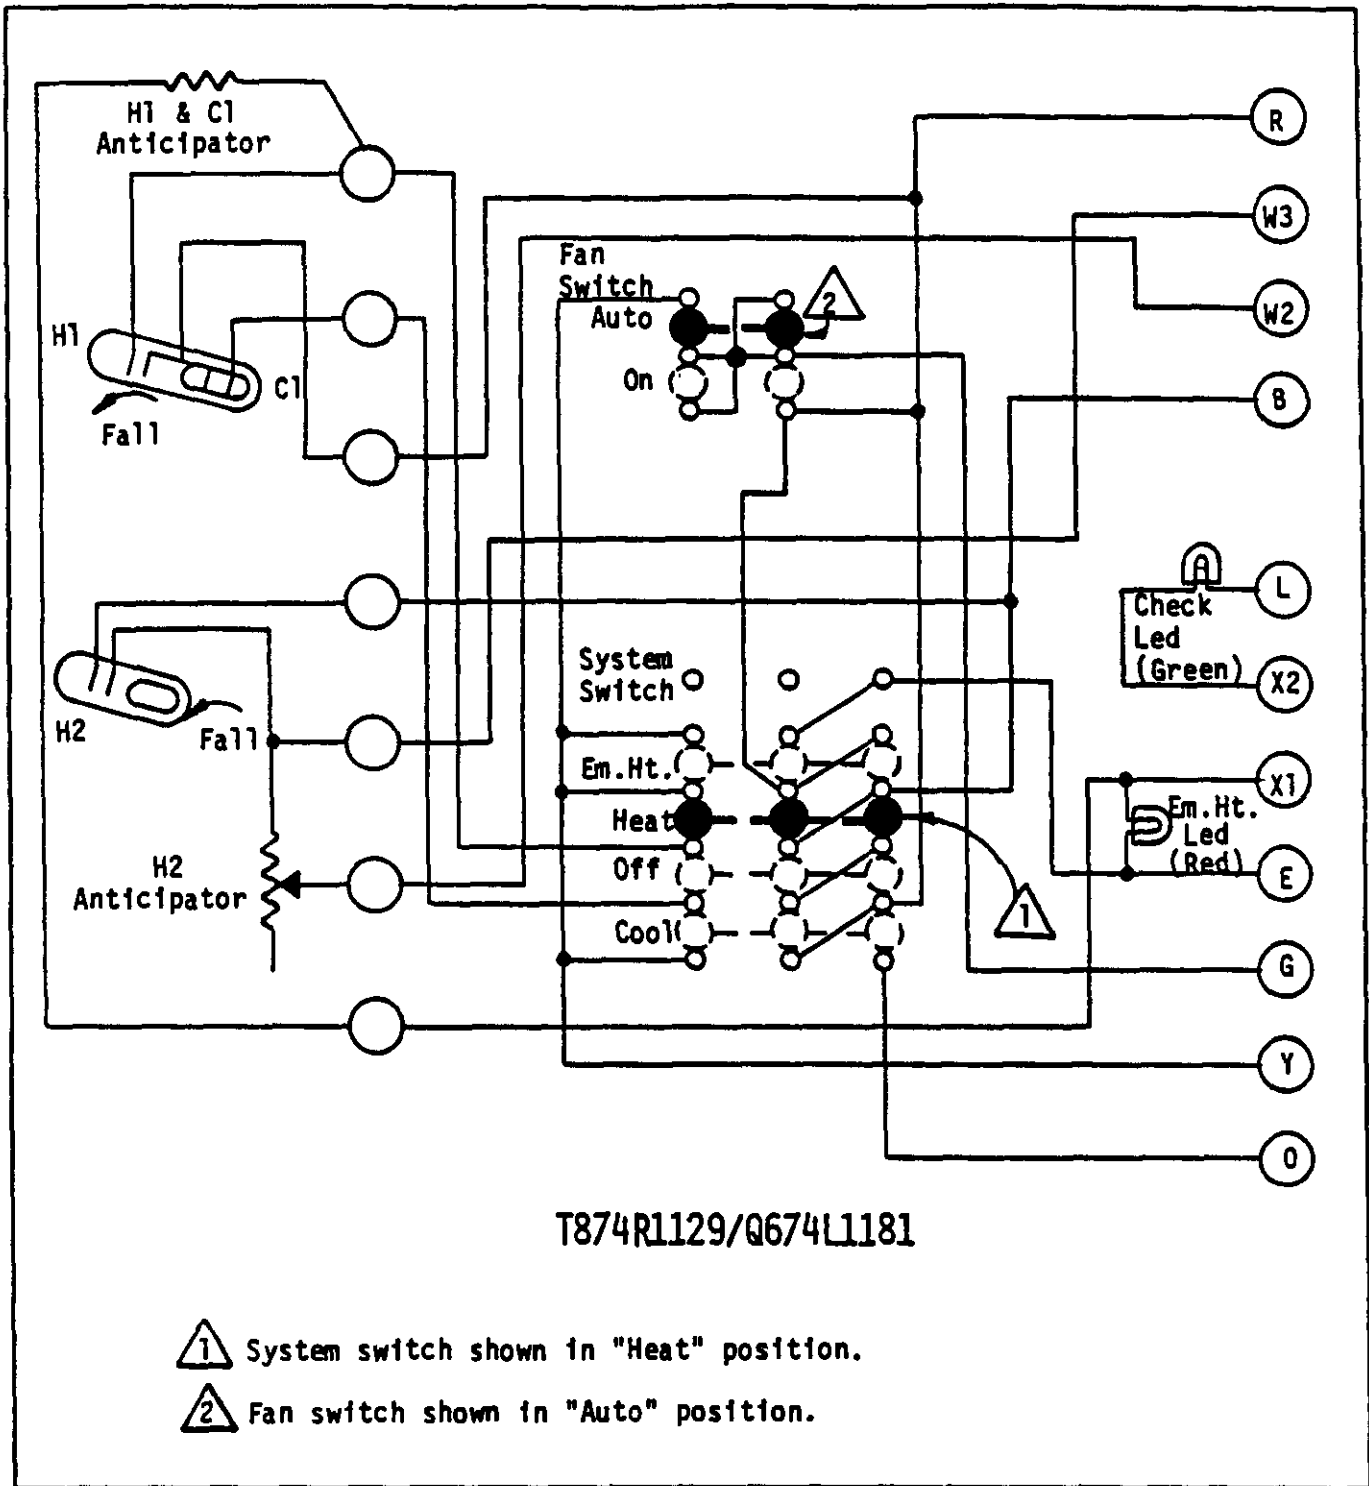 H1 & C1
Anticipator
R
W3
Fan
Switch
Auto
2
W2
H1
C1
On
B
Fall
L
Check
Led
(Green)
System
Switch
X2
H2
Fall
Em.Ht.
X1
Em.Ht.
Led
(Red)
Heat
H2
Anticipator
Off
E
1
Cool
G
Y
O
T874R1129/Q674L1181
1 System switch shown in "Heat" position.
2 Fan switch shown in "Auto" position.